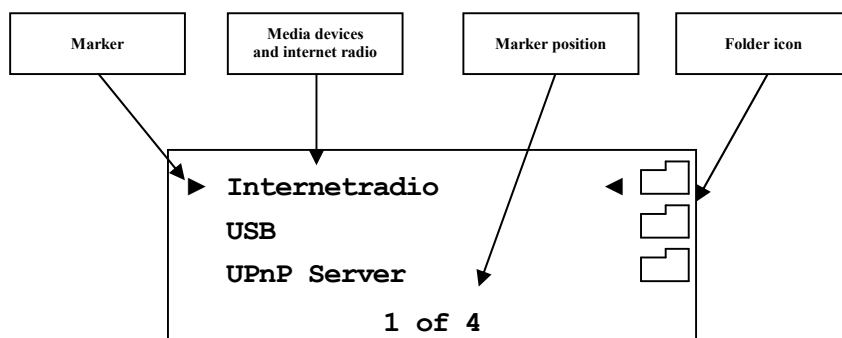 Marker
Media devices
and internet radio
Marker position
Folder icon
Internetradio
USB
UPnP Server
1 of 4